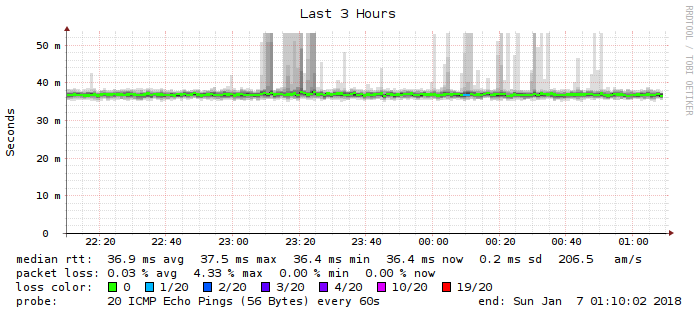 Last 3 Hours
RRDTOOL / TOBI OETIKER
Seconds
50 m
40 m
30 m
20 m
10 m
0
22:20 22:40 23:00 23:20 23:40 00:00 00:20 00:40 01:00
median rtt: 36.9 ms avg 37.5 ms max 36.4 ms min 36.4 ms now 0.2 ms sd 206.5 am/s
packet loss: 0.03 % avg 4.33 % max 0.00 % min 0.00 % now
loss color: 0 1/20 2/20 3/20 4/20 10/20 19/20
probe: 20 ICMP Echo Pings (56 Bytes) every 60s end: Sun Jan 7 01:10:02 2018